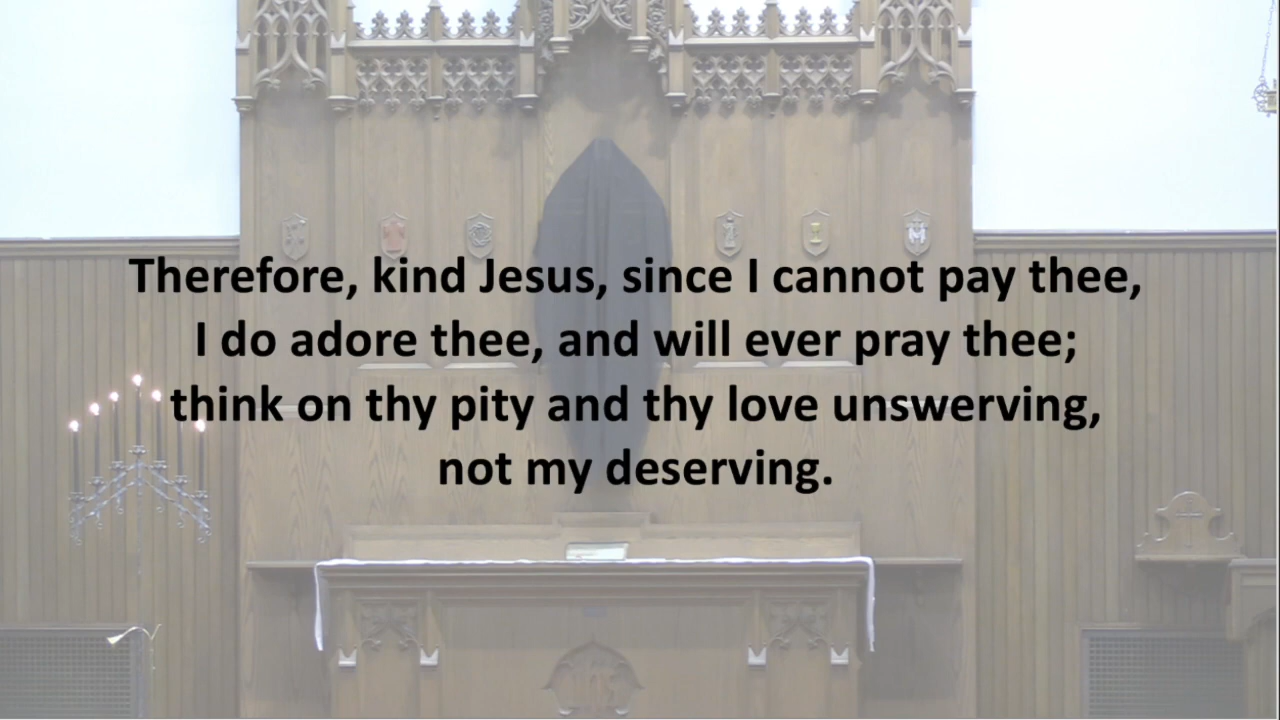 Therefore, kind Jesus, since I cannot pay thee,
I do adore thee, and will ever pray thee;
think on thy pity and thy love unswerving,
not my deserving.